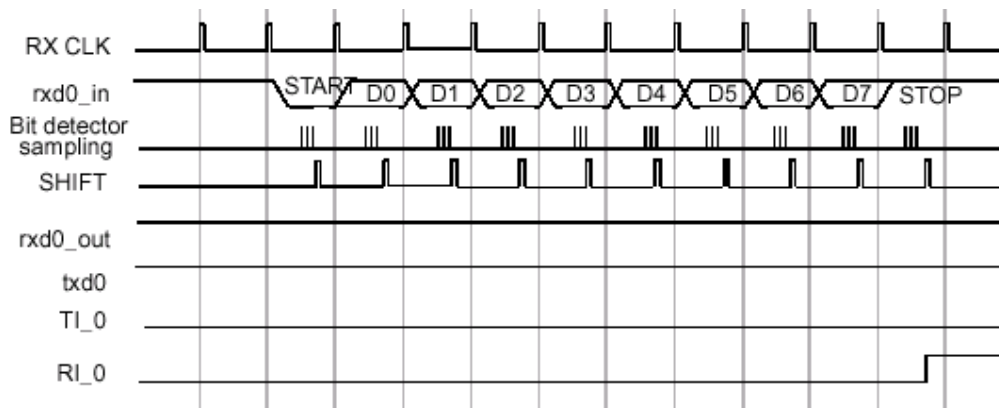 RX CLK
rxd0_in START D0 D1 D2 D3 D4 D5 D6 D7 STOP
Bit detector
sampling
SHIFT
rxd0_out
txd0
TI_0
RI_0